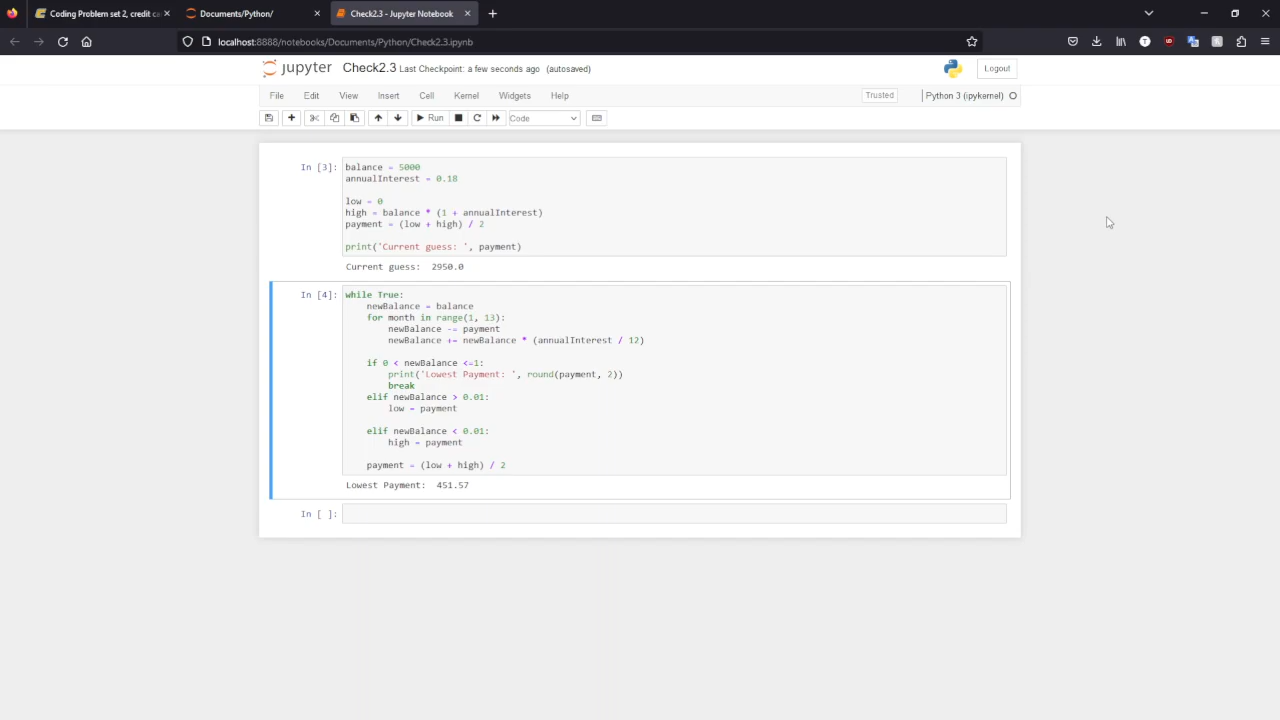 Coding Problem set 2, credit ca
Documents/Python/
Check2.3 - Jupyter Notebook
localhost:8888/notebooks/Documents/Python/Check2.3.ipynb
jupyter Check2.3 Last Checkpoint: a few seconds ago (autosaved)
Logout
File Edit View Insert Cell Kernel Widgets Help
Trusted
Python 3 (ipykernel)
Run
Code
In [3]:
balance = 5000
annualInterest = 0.18
low = 0
high = balance * (1 + annualInterest)
payment = (low + high) / 2
print('Current guess: ', payment)
Current guess:  2950.0
In [4]:
while True:
    newBalance = balance
    for month in range(1, 13):
        newBalance -= payment
        newBalance += newBalance * (annualInterest / 12)
    if 0 < newBalance <=1:
        print('Lowest Payment: ', round(payment, 2))
        break
    elif newBalance > 0.01:
        low = payment
    elif newBalance < 0.01:
        high = payment
    payment = (low + high) / 2
Lowest Payment:  451.57
In [ ]: